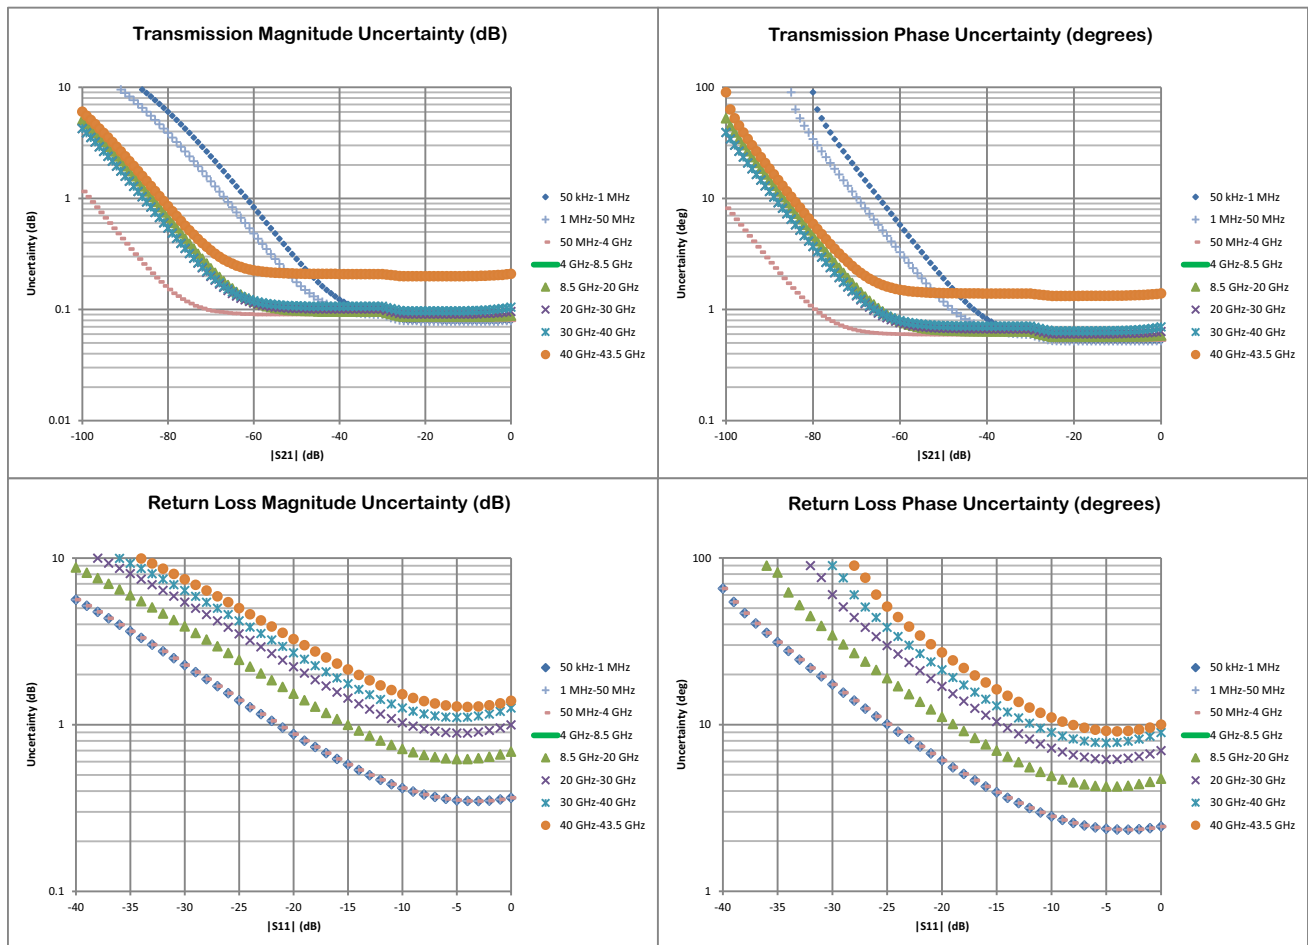 Transmission Magnitude Uncertainty (dB)
10
1
0.1
0.01
Uncertainty (dB)
-100 -80 -60 -40 -20 0
|S21| (dB)
50 kHz-1 MHz
1 MHz-50 MHz
50 MHz-4 GHz
4 GHz-8.5 GHz
8.5 GHz-20 GHz
20 GHz-30 GHz
30 GHz-40 GHz
40 GHz-43.5 GHz
Transmission Phase Uncertainty (degrees)
100
10
1
0.1
Uncertainty (deg)
-100 -80 -60 -40 -20 0
|S21| (dB)
50 kHz-1 MHz
1 MHz-50 MHz
50 MHz-4 GHz
4 GHz-8.5 GHz
8.5 GHz-20 GHz
20 GHz-30 GHz
30 GHz-40 GHz
40 GHz-43.5 GHz
Return Loss Magnitude Uncertainty (dB)
10
1
0.1
Uncertainty (dB)
-40 -35 -30 -25 -20 -15 -10 -5 0
|S11| (dB)
50 kHz-1 MHz
1 MHz-50 MHz
50 MHz-4 GHz
4 GHz-8.5 GHz
8.5 GHz-20 GHz
20 GHz-30 GHz
30 GHz-40 GHz
40 GHz-43.5 GHz
Return Loss Phase Uncertainty (degrees)
100
10
1
Uncertainty (deg)
-40 -35 -30 -25 -20 -15 -10 -5 0
|S11| (dB)
50 kHz-1 MHz
1 MHz-50 MHz
50 MHz-4 GHz
4 GHz-8.5 GHz
8.5 GHz-20 GHz
20 GHz-30 GHz
30 GHz-40 GHz
40 GHz-43.5 GHz